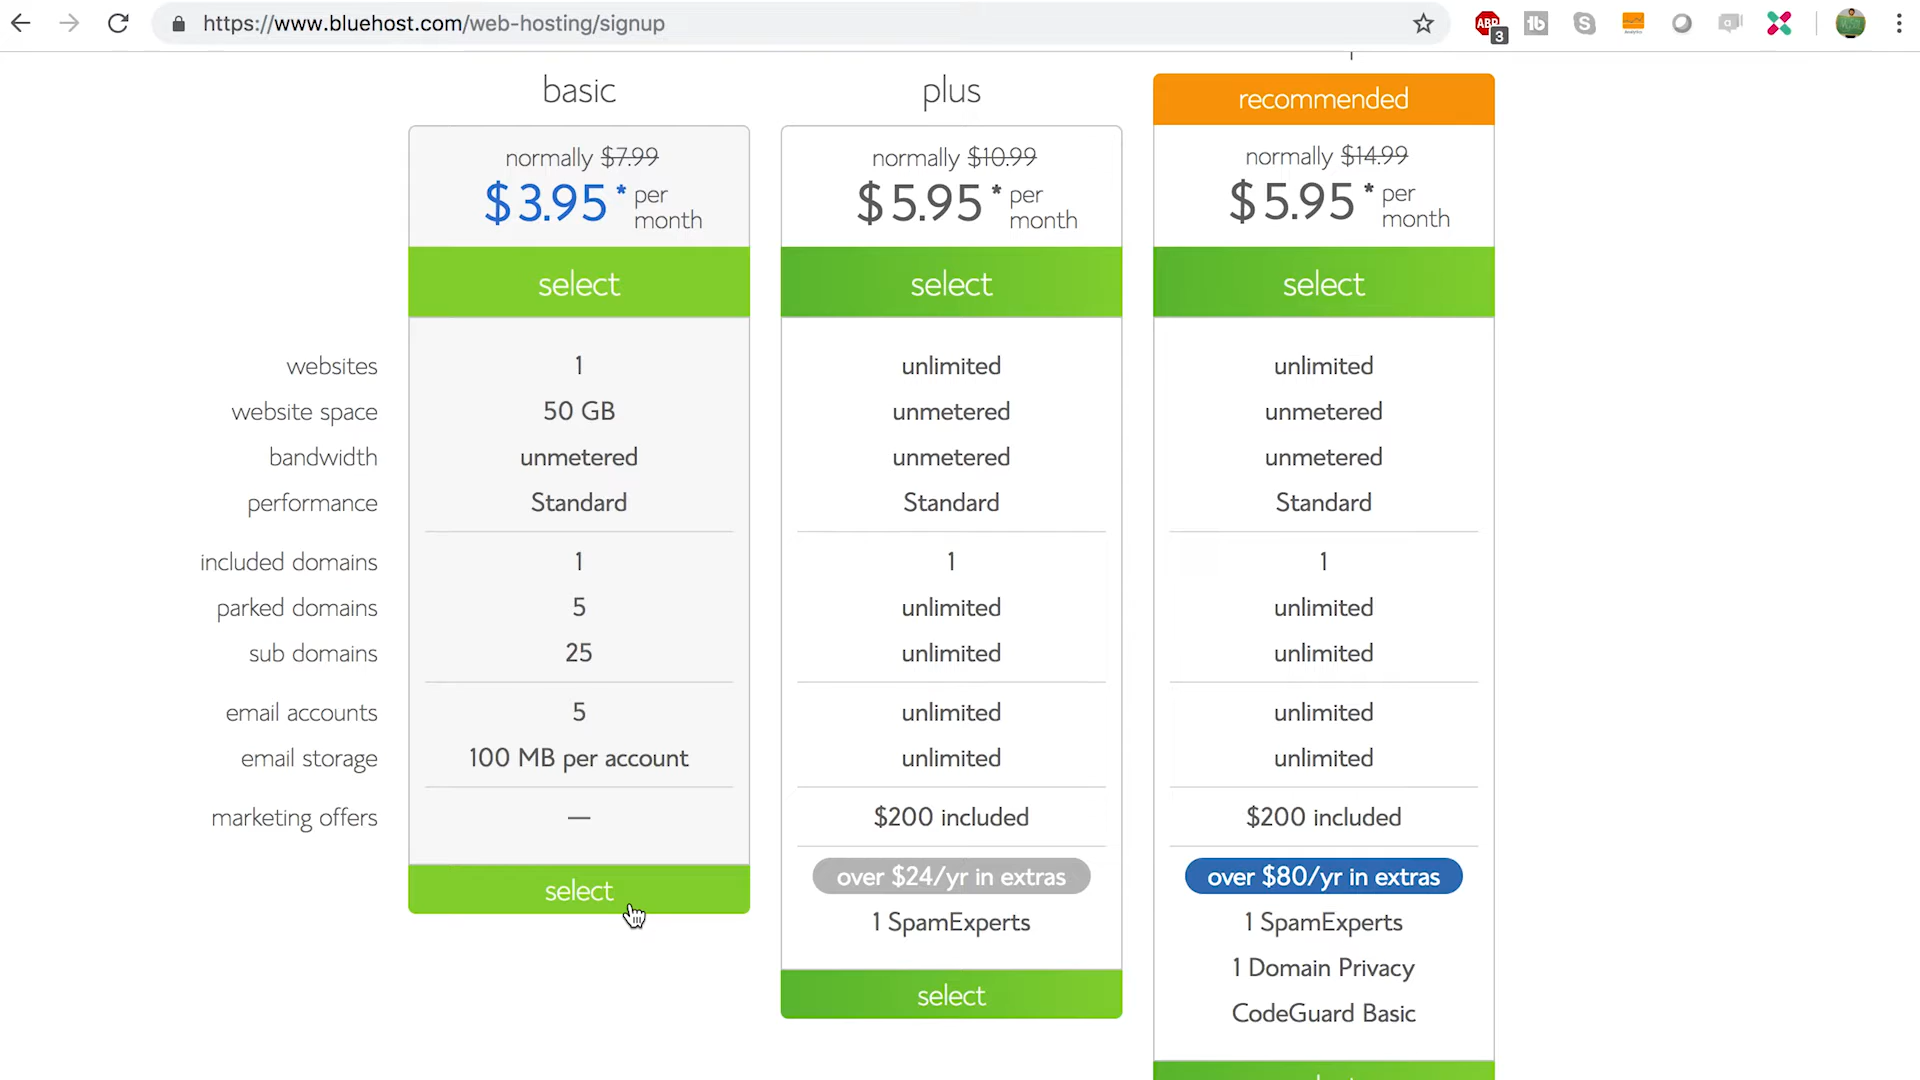 https://www.bluehost.com/web-hosting/signup
ABP
3
tb
Analytics
basic
plus
recommended
normally $7.99
$3.95* per month
normally $10.99
$5.95* per month
normally $14.99
$5.95* per month
select
select
select
websites 1 unlimited unlimited
website space 50 GB unmetered unmetered
bandwidth unmetered unmetered unmetered
performance Standard Standard Standard
included domains 1 1 1
parked domains 5 unlimited unlimited
sub domains 25 unlimited unlimited
email accounts 5 unlimited unlimited
email storage 100 MB per account unlimited unlimited
marketing offers — $200 included $200 included
over $24/yr in extras over $80/yr in extras
select
1 SpamExperts 1 SpamExperts
1 Domain Privacy
select
CodeGuard Basic